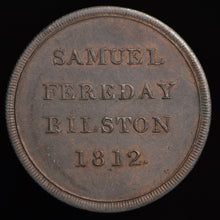 SAMUEL
FEREDAY
BILSTON
1812.